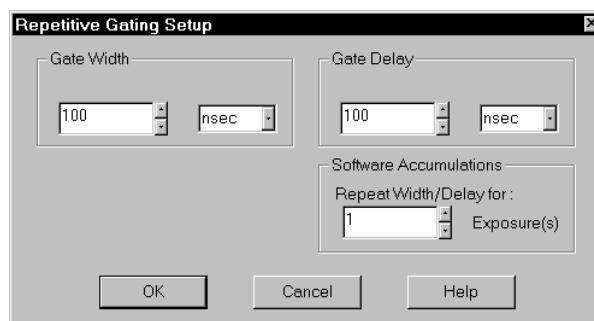 Repetitive Gating Setup
Gate Width
100
nsec
Gate Delay
100
nsec
Software Accumulations
Repeat Width/Delay for :
1
Exposure(s)
OK
Cancel
Help